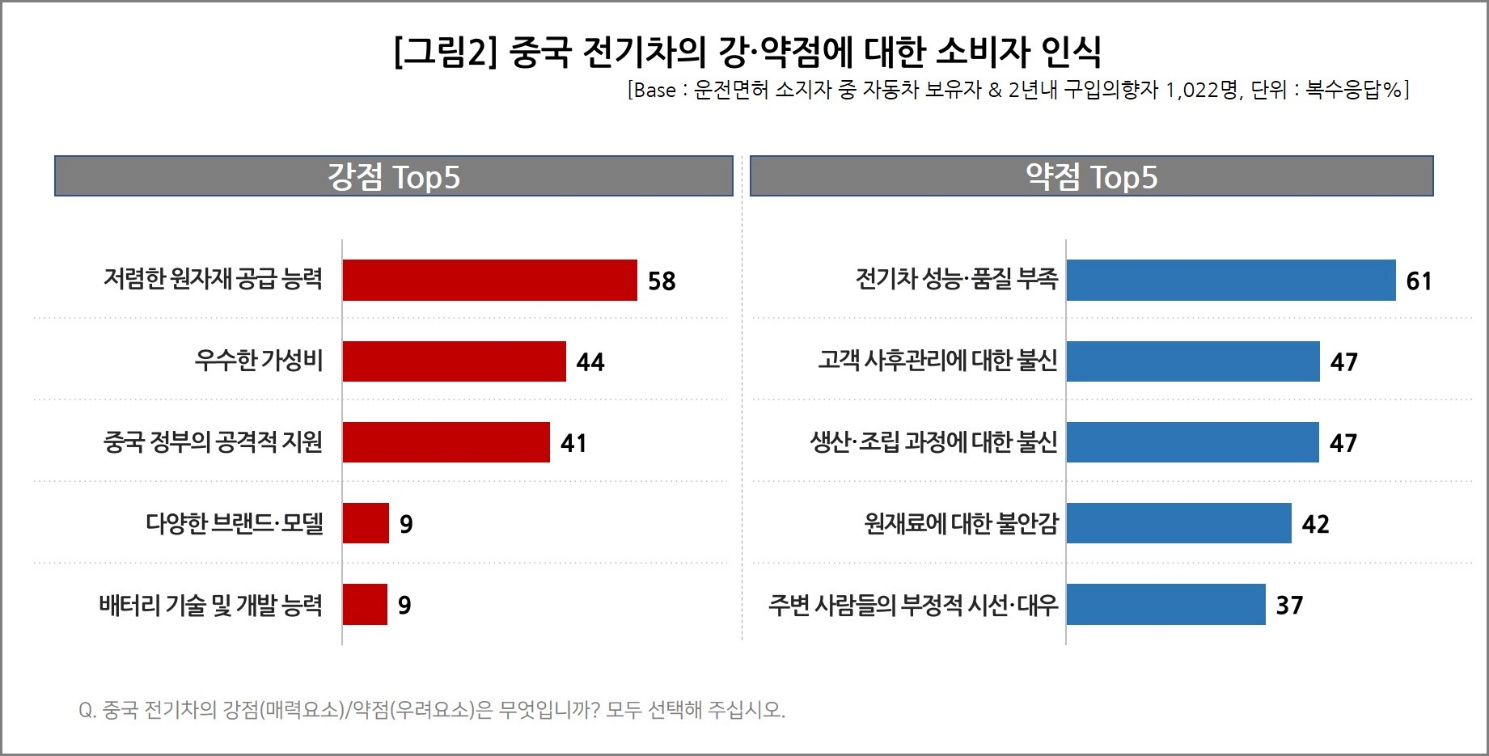 [그림2] 중국 전기차의 강·약점에 대한 소비자 인식
[Base : 운전면허 소지자 중 자동차 보유자 & 2년내 구입의향자 1,022명, 단위 : 복수응답%]
강점 Top5
저렴한 원자재 공급 능력 58
우수한 가성비 44
중국 정부의 공격적 지원 41
다양한 브랜드·모델 9
배터리 기술 및 개발 능력 9
약점 Top5
전기차 성능·품질 부족 61
고객 사후관리에 대한 불신 47
생산·조립 과정에 대한 불신 47
원재료에 대한 불안감 42
주변 사람들의 부정적 시선·대우 37
Q. 중국 전기차의 강점(매력요소)/약점(우려요소)은 무엇입니까? 모두 선택해 주십시오.